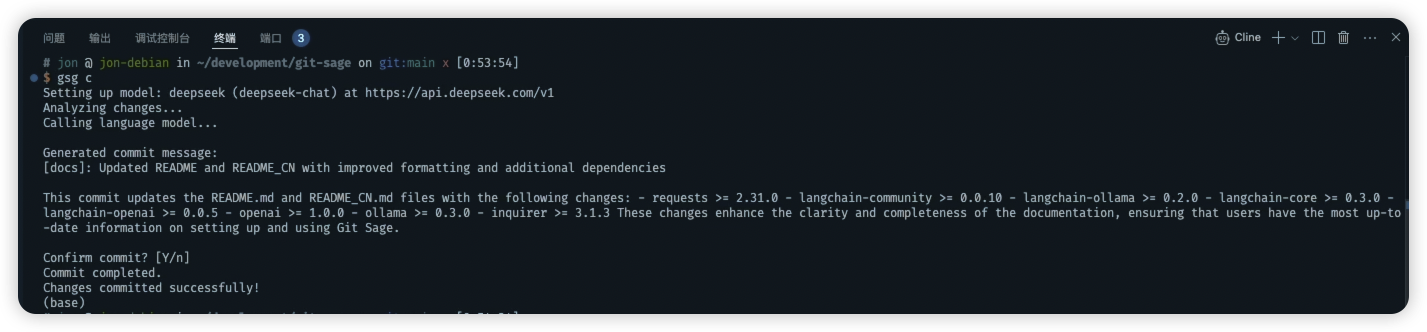 问题 输出 调试控制台 终端 端口 3 Cline
# jon @ jon-debian in ~/development/git-sage on git:main x [0:53:54]
$ gsg c
Setting up model: deepseek (deepseek-chat) at https://api.deepseek.com/v1
Analyzing changes...
Calling language model...
Generated commit message:
[docs]: Updated README and README_CN with improved formatting and additional dependencies
This commit updates the README.md and README_CN.md files with the following changes: - requests >= 2.31.0 - langchain-community >= 0.0.10 - langchain-ollama >= 0.2.0 - langchain-core >= 0.3.0 -
langchain-openai >= 0.0.5 - openai >= 1.0.0 - ollama >= 0.3.0 - inquirer >= 3.1.3 These changes enhance the clarity and completeness of the documentation, ensuring that users have the most up-to
-date information on setting up and using Git Sage.
Confirm commit? [Y/n]
Commit completed.
Changes committed successfully!
(base)